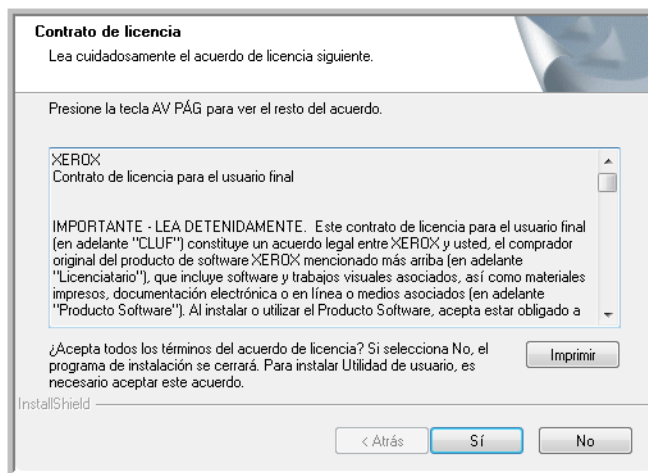 Contrato de licencia
Lea cuidadosamente el acuerdo de licencia siguiente.
Presione la tecla AV PÁG para ver el resto del acuerdo.
XEROX
Contrato de licencia para el usuario final
IMPORTANTE - LEA DETENIDAMENTE. Este contrato de licencia para el usuario final
(en adelante "CLUF") constituye un acuerdo legal entre XEROX y usted, el comprador
original del producto de software XEROX mencionado más arriba (en adelante
"Licenciatario"), que incluye software y trabajos visuales asociados, así como materiales
impresos, documentación electrónica o en línea o medios asociados (en adelante
"Producto Software"). Al instalar o utilizar el Producto Software, acepta estar obligado a
¿Acepta todos los términos del acuerdo de licencia? Si selecciona No, el
programa de instalación se cerrará. Para instalar Utilidad de usuario, es
necesario aceptar este acuerdo.
Imprimir
InstallShield
< Atrás
Sí
No